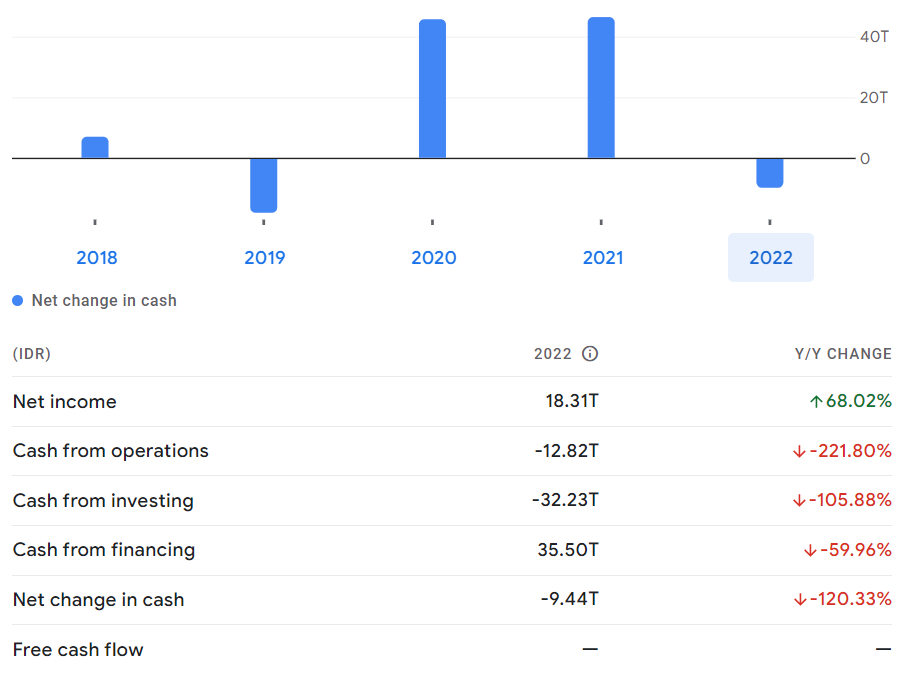 40T
20T
0
2018 2019 2020 2021 2022
Net change in cash
(IDR) 2022 Y/Y CHANGE
Net income 18.31T ↑68.02%
Cash from operations -12.82T ↓-221.80%
Cash from investing -32.23T ↓-105.88%
Cash from financing 35.50T ↓-59.96%
Net change in cash -9.44T ↓-120.33%
Free cash flow — —